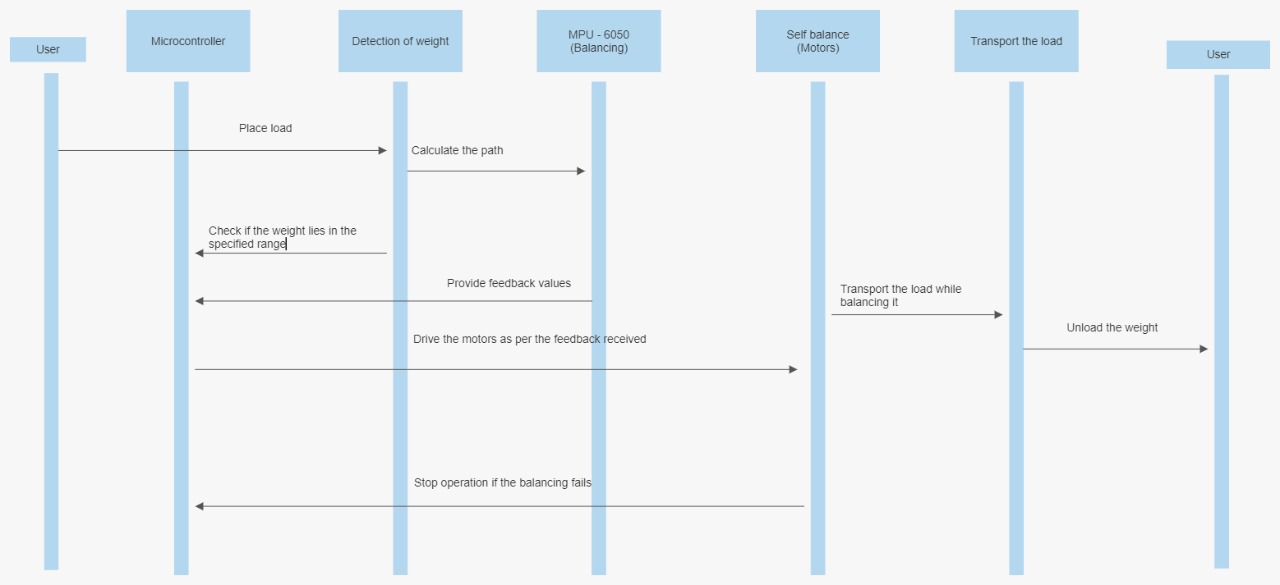 User
Microcontroller
Detection of weight
MPU - 6050
(Balancing)
Self balance
(Motors)
Transport the load
User
Place load
Calculate the path
Check if the weight lies in the
specified range
Provide feedback values
Transport the load while
balancing it
Unload the weight
Drive the motors as per the feedback received
Stop operation if the balancing fails